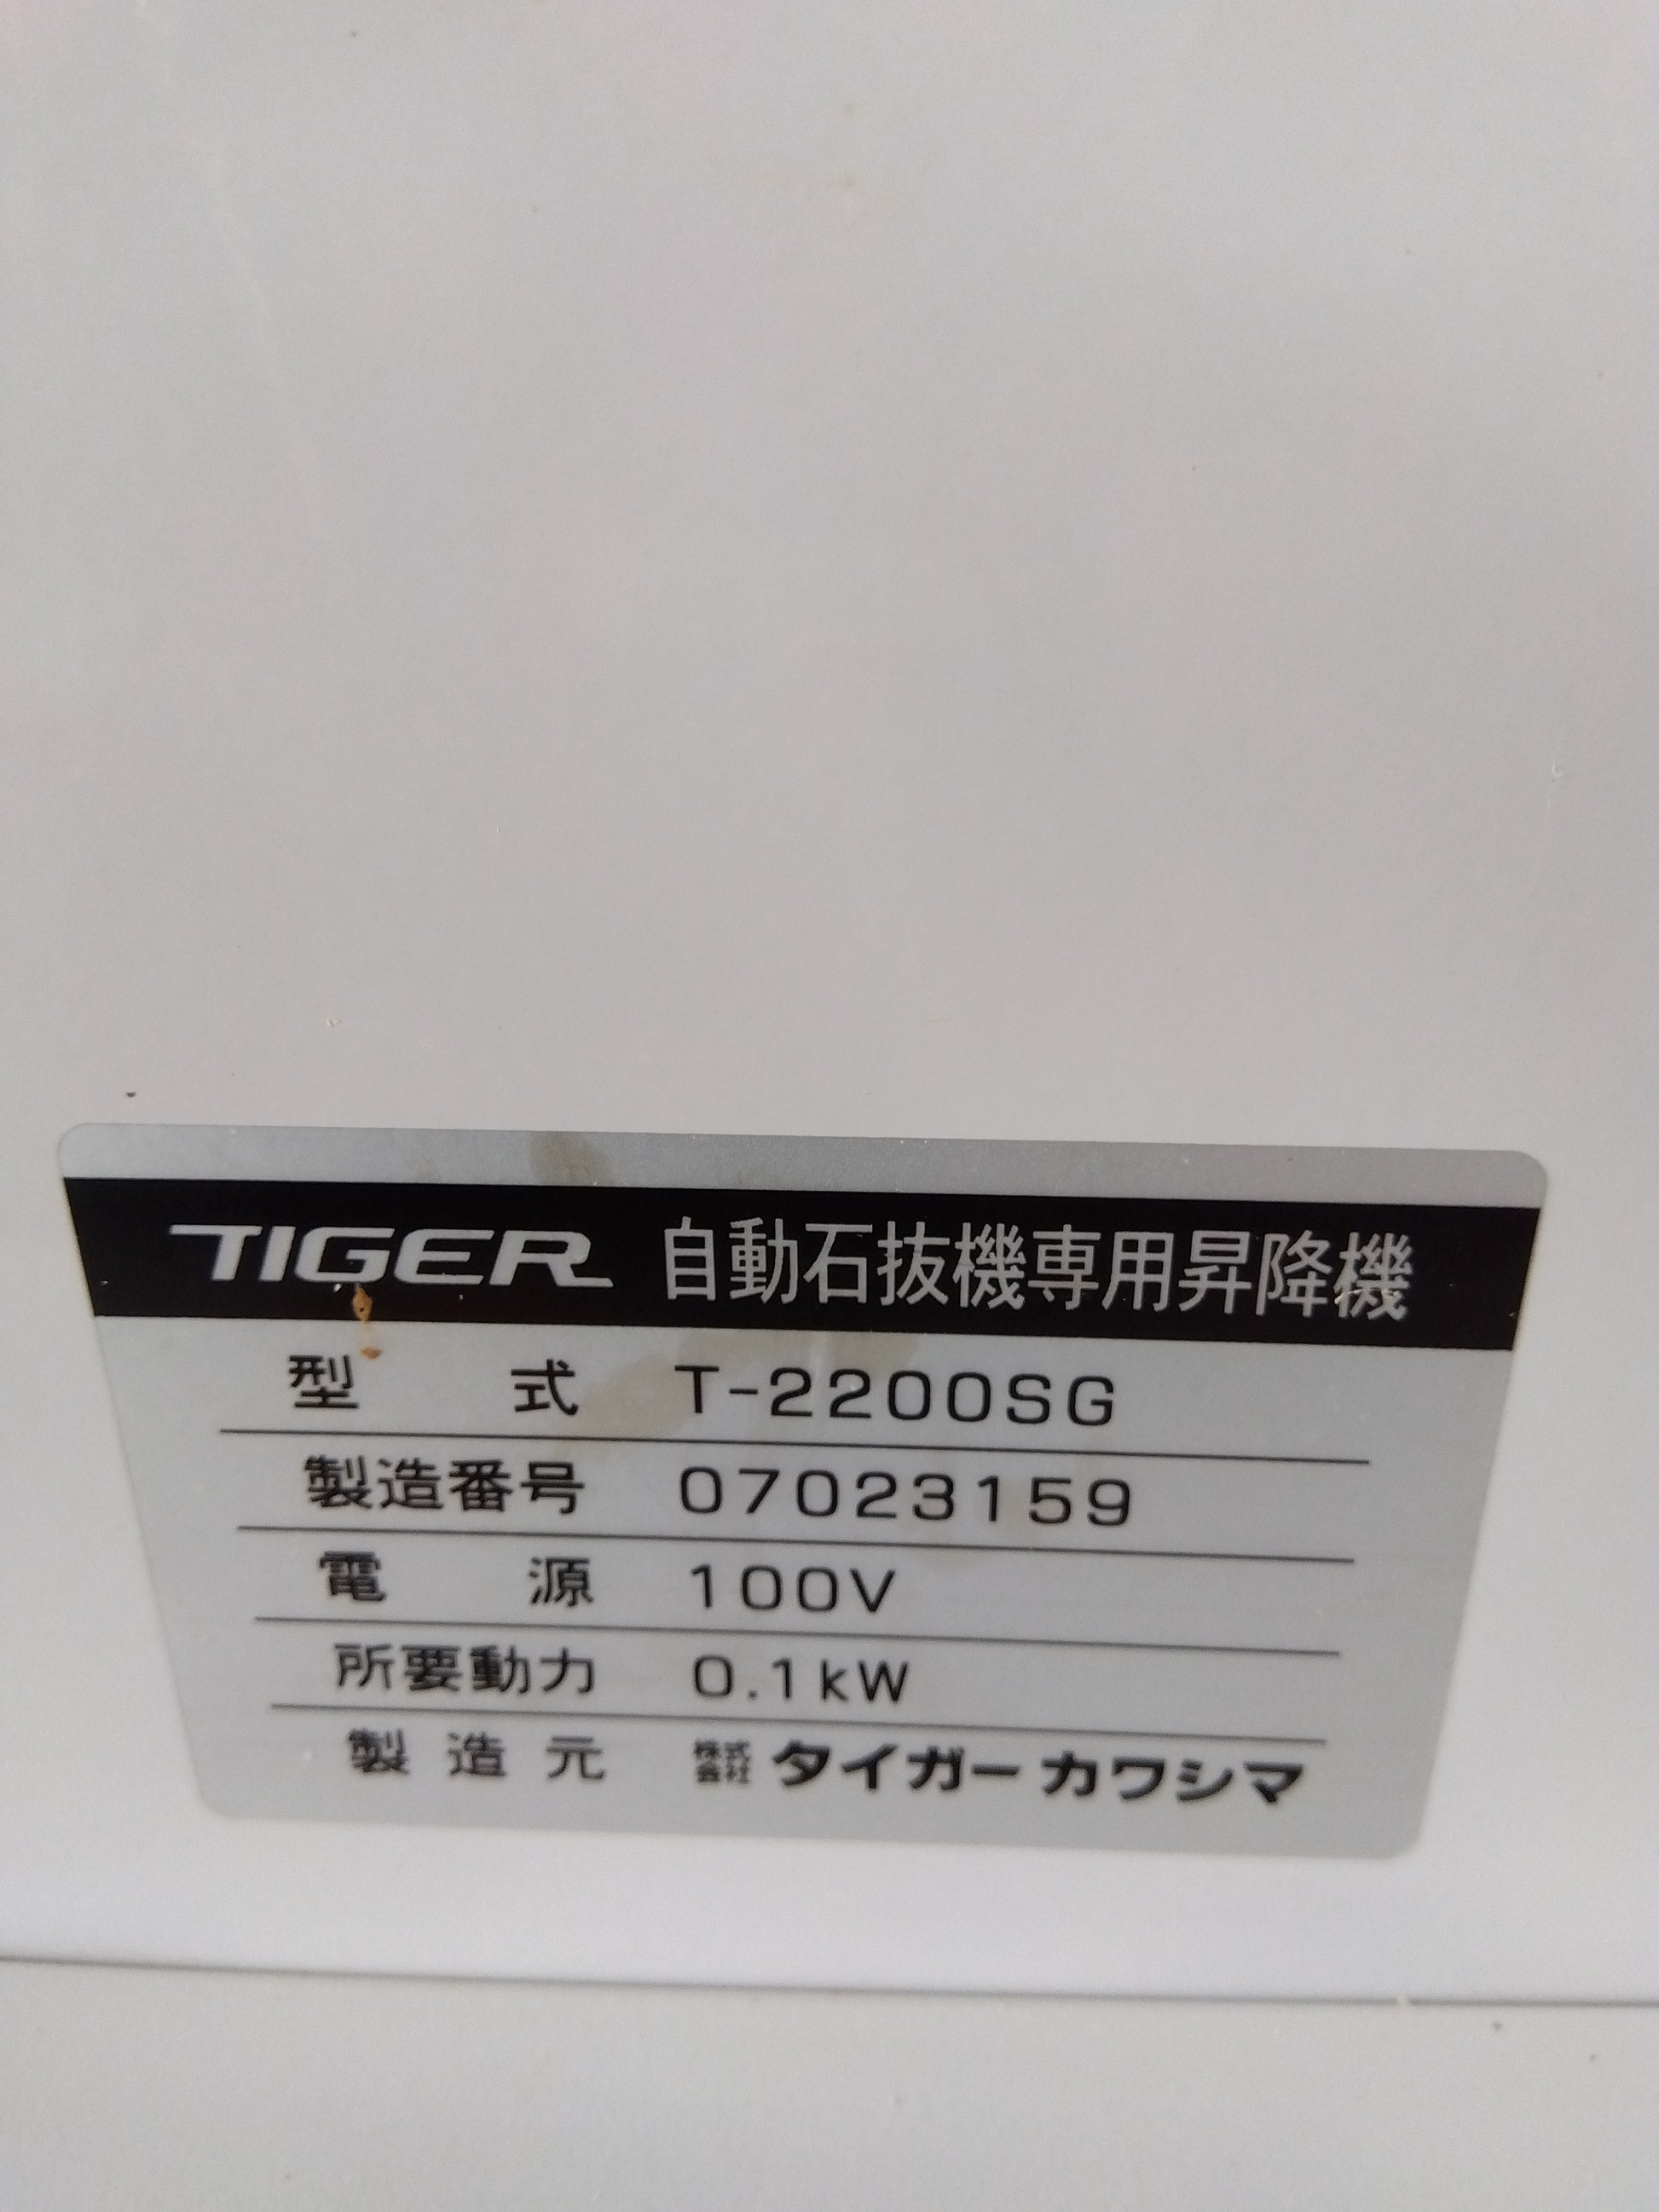 TIGER 自動石抜機専用昇降機
型式 T-2200SG
製造番号 07023159
電源 100V
所要動力 0.1kW
製造元 株式会社 タイガーカワシマ